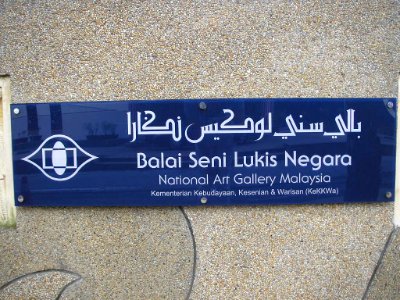 بالي سني لوكيس نݢارا
Balai Seni Lukis Negara
National Art Gallery Malaysia
Kementerian Kebudayaan, Kesenian & Warisan (KeKKWa)